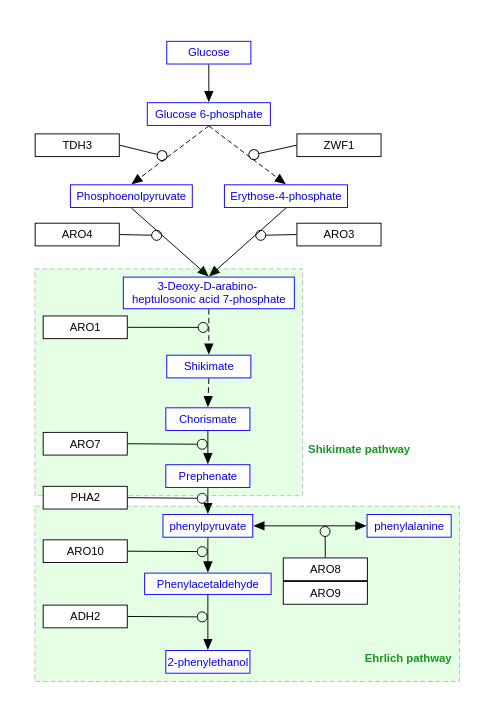 Glucose
Glucose 6-phosphate
TDH3
ZWF1
Phosphoenolpyruvate
Erythose-4-phosphate
ARO4
ARO3
3-Deoxy-D-arabino-
heptulosonic acid 7-phosphate
ARO1
Shikimate
Chorismate
ARO7
Shikimate pathway
Prephenate
PHA2
phenylpyruvate
phenylalanine
ARO10
ARO8
Phenylacetaldehyde
ARO9
ADH2
2-phenylethanol
Ehrlich pathway